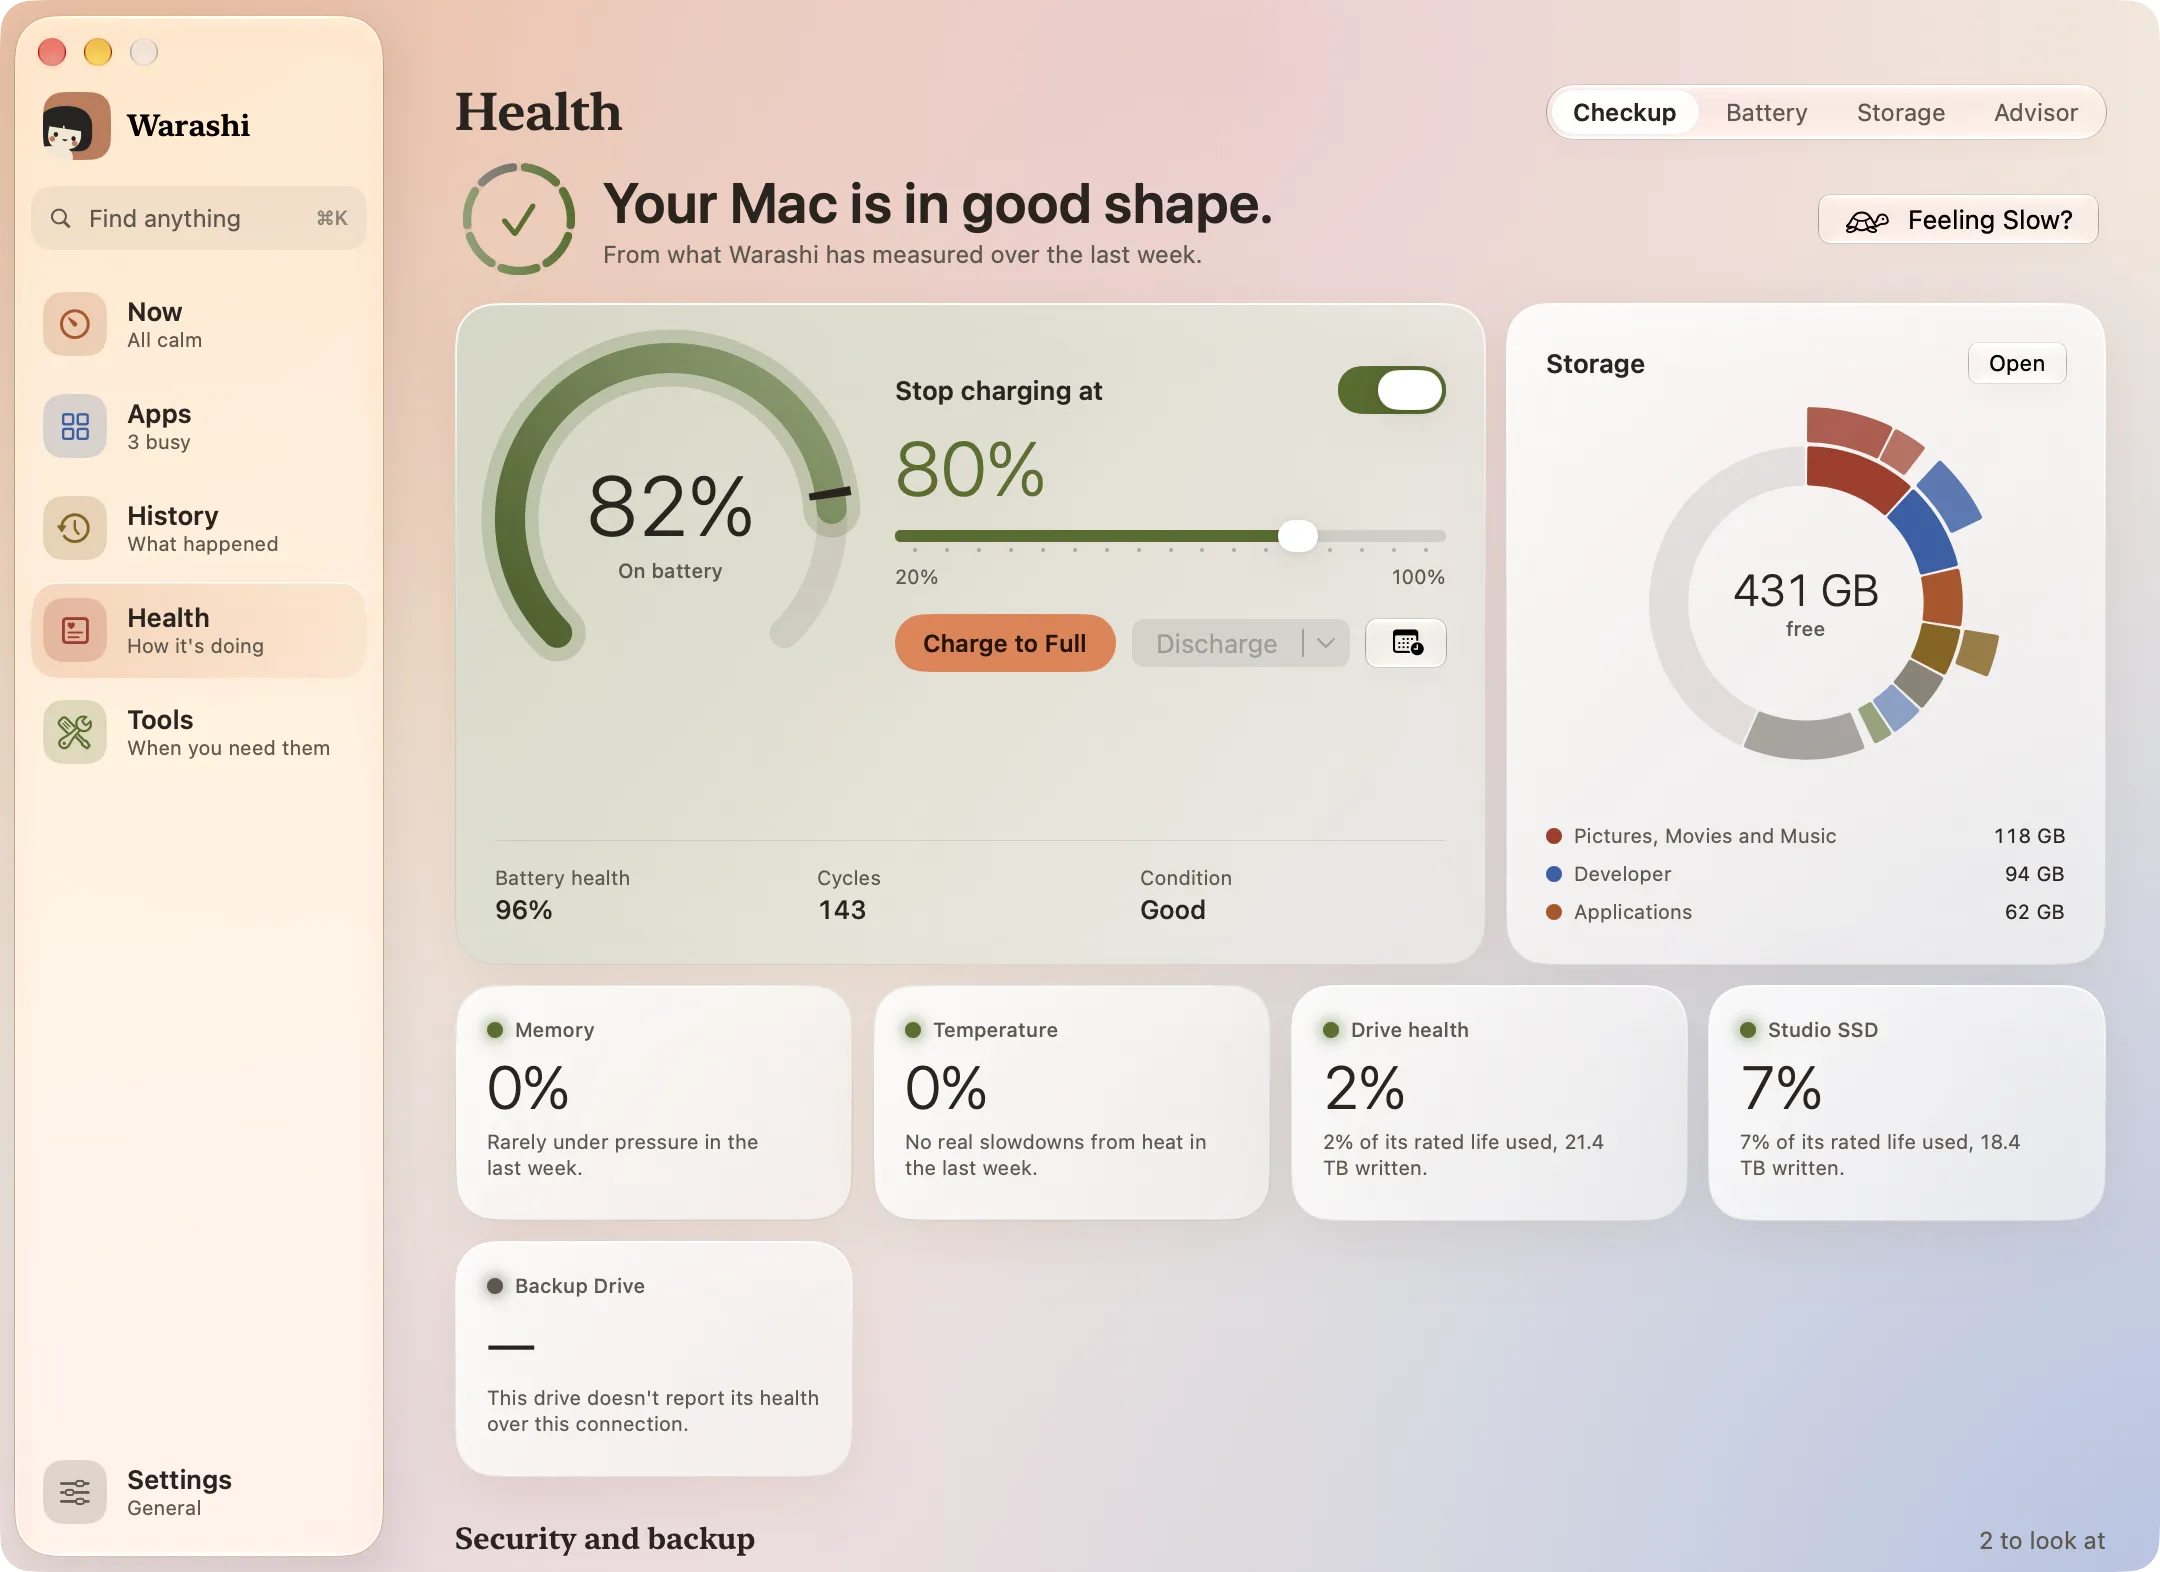 Warashi
Find anything ⌘K
Now
All calm
Apps
3 busy
History
What happened
Health
How it's doing
Tools
When you need them
Settings
General
Health
Checkup Battery Storage Advisor
Your Mac is in good shape.
From what Warashi has measured over the last week.
Feeling Slow?
82%
On battery
Stop charging at
80%
20% 100%
Charge to Full Discharge
Battery health Cycles Condition
96% 143 Good
Storage Open
431 GB
free
Pictures, Movies and Music 118 GB
Developer 94 GB
Applications 62 GB
Memory
0%
Rarely under pressure in the
last week.
Temperature
0%
No real slowdowns from heat in
the last week.
Drive health
2%
2% of its rated life used, 21.4
TB written.
Studio SSD
7%
7% of its rated life used, 18.4
TB written.
Backup Drive
—
This drive doesn't report its health
over this connection.
Security and backup 2 to look at